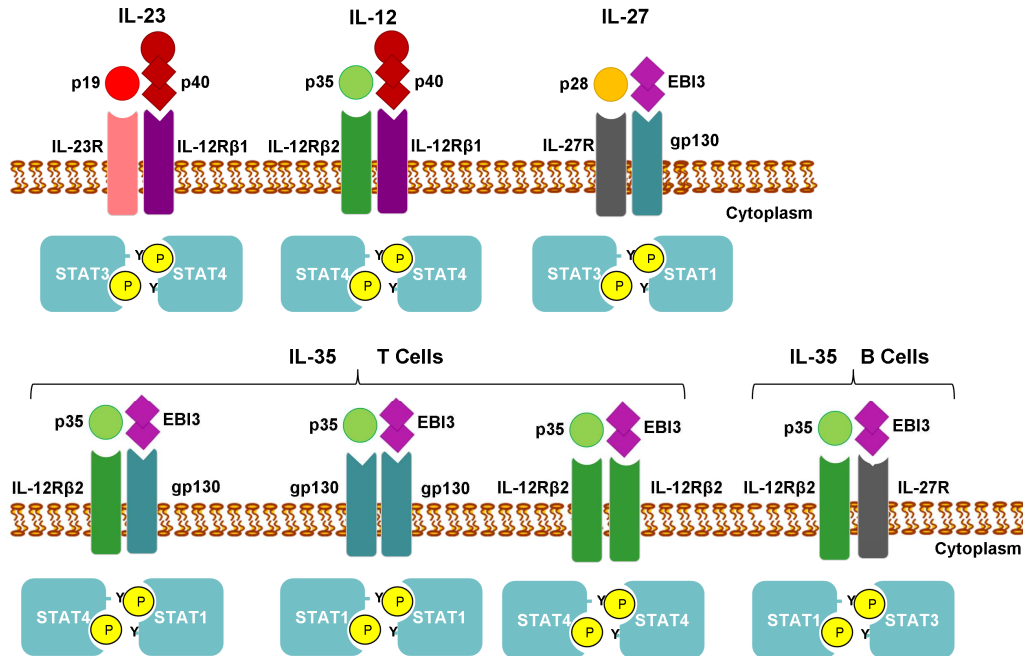 IL-23
IL-12
IL-27
p19
p40
p35
p40
p28
EBI3
IL-23R
IL-12Rβ1
IL-12Rβ2
IL-12Rβ1
IL-27R
gp130
Cytoplasm
STAT3
Y
P
P
Y
STAT4
STAT4
Y
P
P
Y
STAT4
STAT3
Y
P
P
Y
STAT1
IL-35 T Cells
IL-35 B Cells
p35
EBI3
p35
EBI3
p35
EBI3
p35
EBI3
IL-12Rβ2
gp130
gp130
gp130
IL-12Rβ2
IL-12Rβ2
IL-12Rβ2
IL-27R
Cytoplasm
STAT4
Y
P
P
Y
STAT1
STAT1
Y
P
P
Y
STAT1
STAT4
Y
P
P
Y
STAT4
STAT1
Y
P
P
Y
STAT3